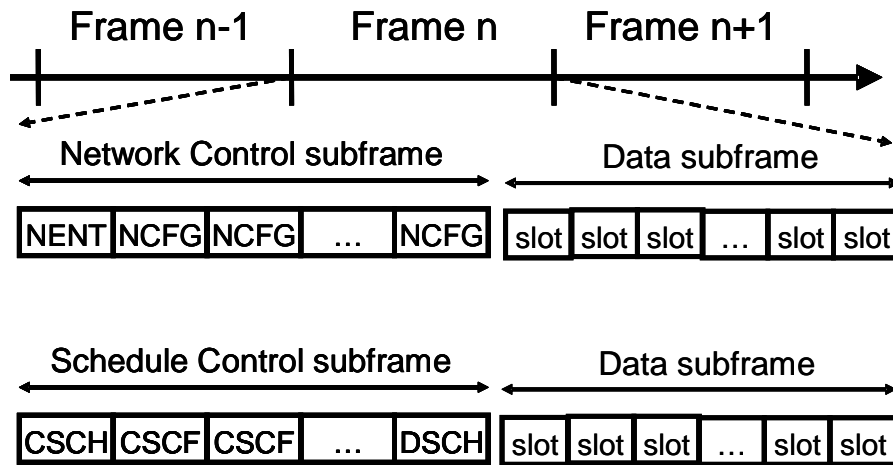 Frame n-1 Frame n Frame n+1
Network Control subframe Data subframe
NENT NCFG NCFG ... NCFG slot slot slot ... slot slot
Schedule Control subframe Data subframe
CSCH CSCF CSCF ... DSCH slot slot slot ... slot slot